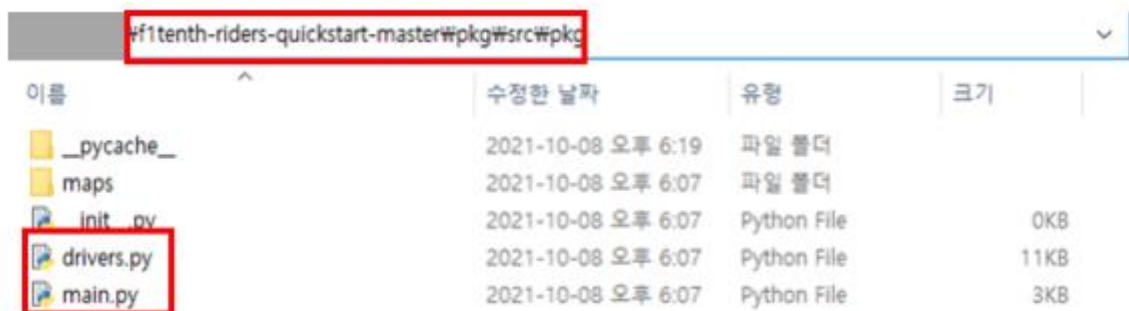 ₩f1tenth-riders-quickstart-master₩pkg₩src₩pkg
이름 수정한 날짜 유형 크기
__pycache__ 2021-10-08 오후 6:19 파일 폴더
maps 2021-10-08 오후 6:07 파일 폴더
__init__.py 2021-10-08 오후 6:07 Python File 0KB
drivers.py 2021-10-08 오후 6:07 Python File 11KB
main.py 2021-10-08 오후 6:07 Python File 3KB